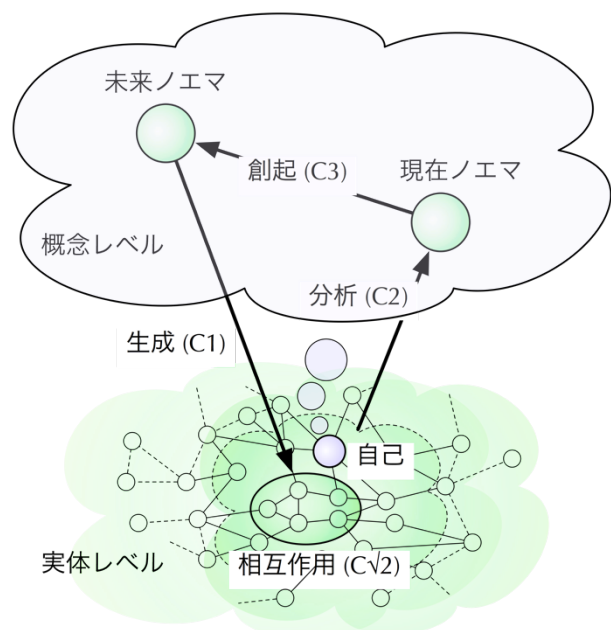 未来ノエマ
創起 (C3)
現在ノエマ
概念レベル
分析 (C2)
生成 (C1)
自己
実体レベル
相互作用 (C√2)